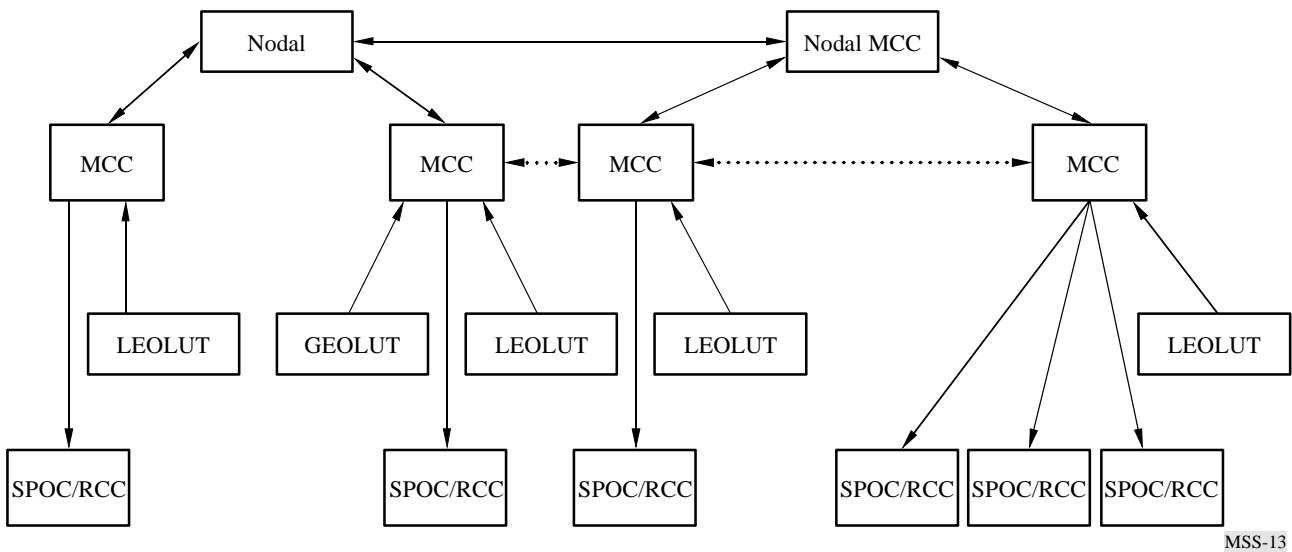 Nodal
Nodal MCC
MCC
MCC
MCC
MCC
LEOLUT
GEOLUT
LEOLUT
LEOLUT
LEOLUT
SPOC/RCC
SPOC/RCC
SPOC/RCC
SPOC/RCC
SPOC/RCC
SPOC/RCC
MSS-13